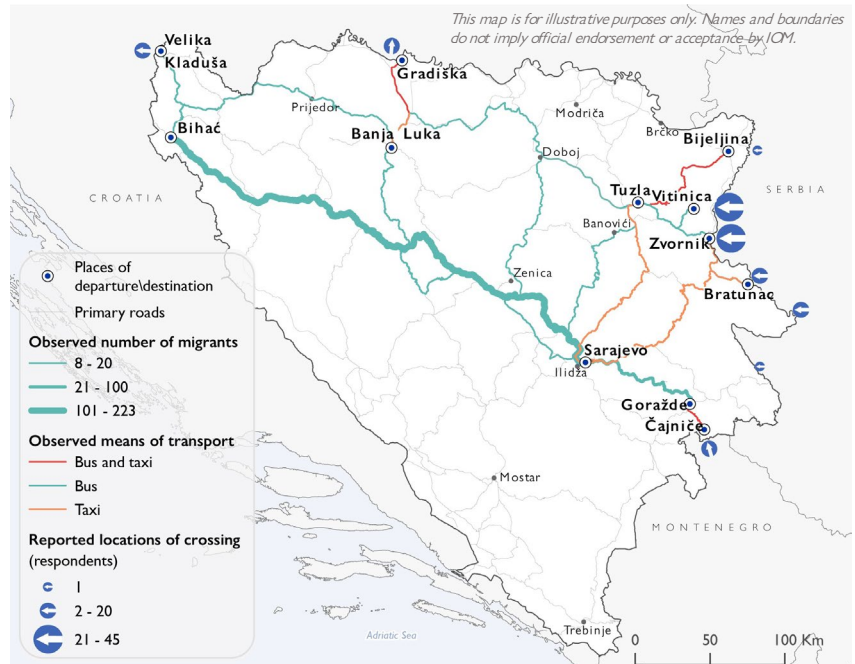 This map is for illustrative purposes only. Names and boundaries
do not imply official endorsement or acceptance by IOM.
Velika
Kladuša
Gradiška
Prijedor
Modriča
Brčko
Bihać
Banja Luka
Bijeljina
Doboj
CROATIA
SERBIA
Tuzla
Vitinica
Banovići
Zvornik
Zenica
Bratunac
Sarajevo
Ilidža
Goražde
Čajniče
Mostar
MONTENEGRO
Trebinje
Adriatic Sea
Places of
departure\destination
Primary roads
Observed number of migrants
8 - 20
21 - 100
101 - 223
Observed means of transport
Bus and taxi
Bus
Taxi
Reported locations of crossing
(respondents)
1
2 - 20
21 - 45
0 50 100 Km